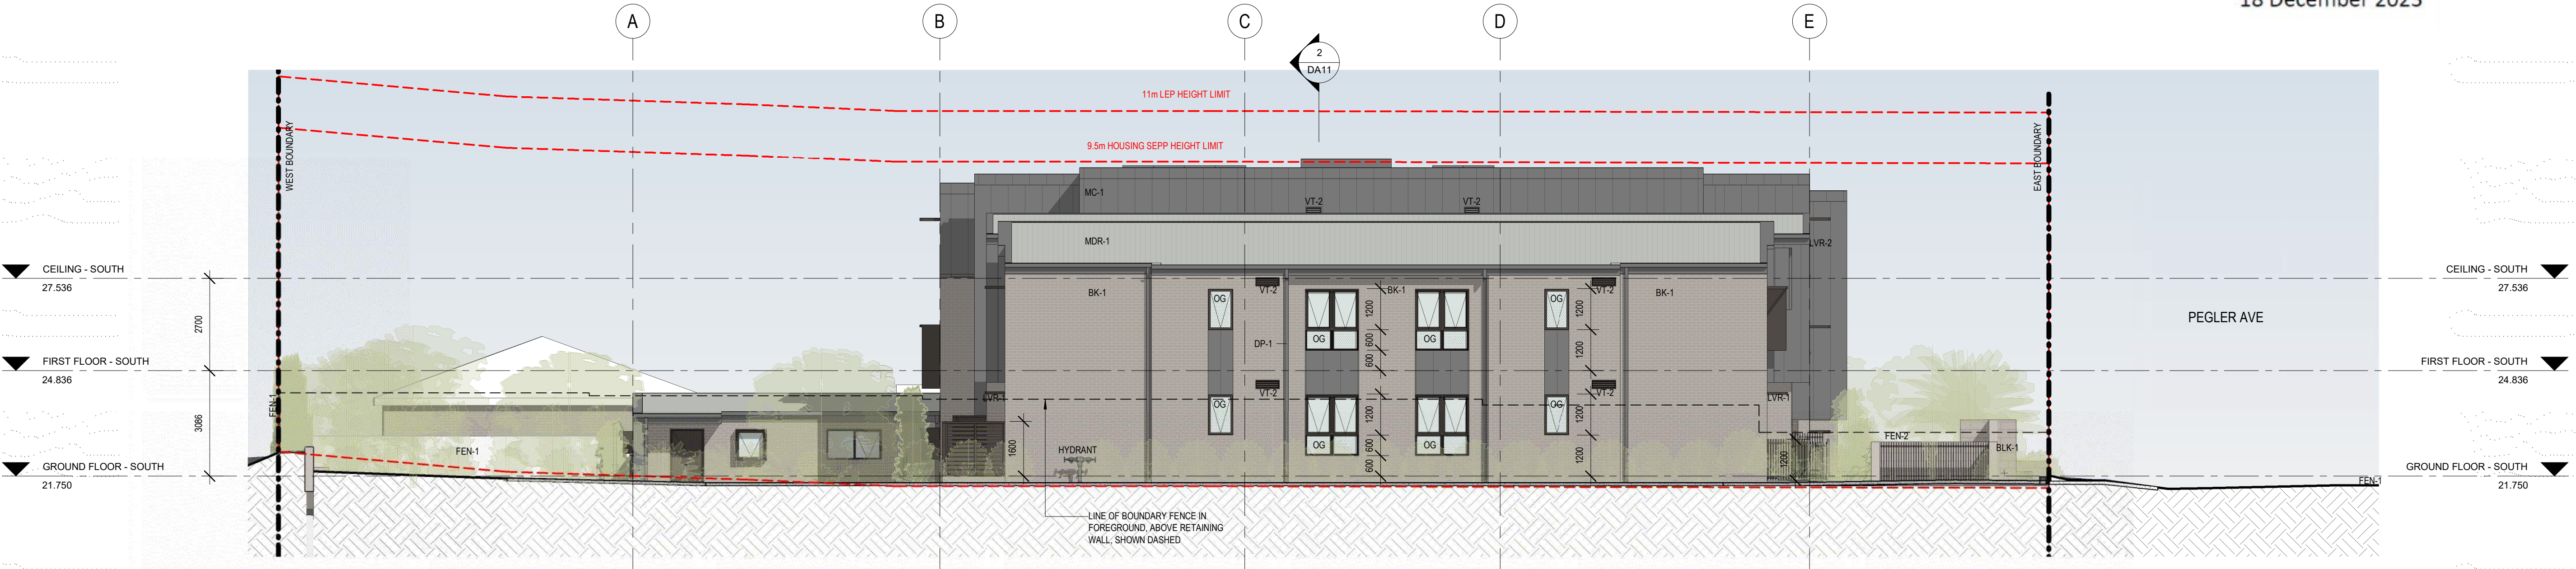 18 December 2023
A
B
C
D
E
2
DA11
11m LEP HEIGHT LIMIT
9.5m HOUSING SEPP HEIGHT LIMIT
WEST BOUNDARY
EAST BOUNDARY
MC-1
VT-2
VT-2
MDR-1
LVR-2
CEILING - SOUTH
27.536
CEILING - SOUTH
27.536
BK-1
OG
VT-2
BK-1
OG
VT-2
BK-1
1200
1200
2700
PEGLER AVE
DP-1
OG
OG
600
600
1200
FIRST FLOOR - SOUTH
24.836
FIRST FLOOR - SOUTH
24.836
FEN-1
LVR-1
VT-2
VT-2
LVR-1
OG
OG
1200
1200
3086
FEN-1
1600
HYDRANT
OG
OG
600
600
1200
1200
FEN-2
BLK-1
GROUND FLOOR - SOUTH
21.750
GROUND FLOOR - SOUTH
21.750
FEN-1
LINE OF BOUNDARY FENCE IN
FOREGROUND, ABOVE RETAINING
WALL, SHOWN DASHED